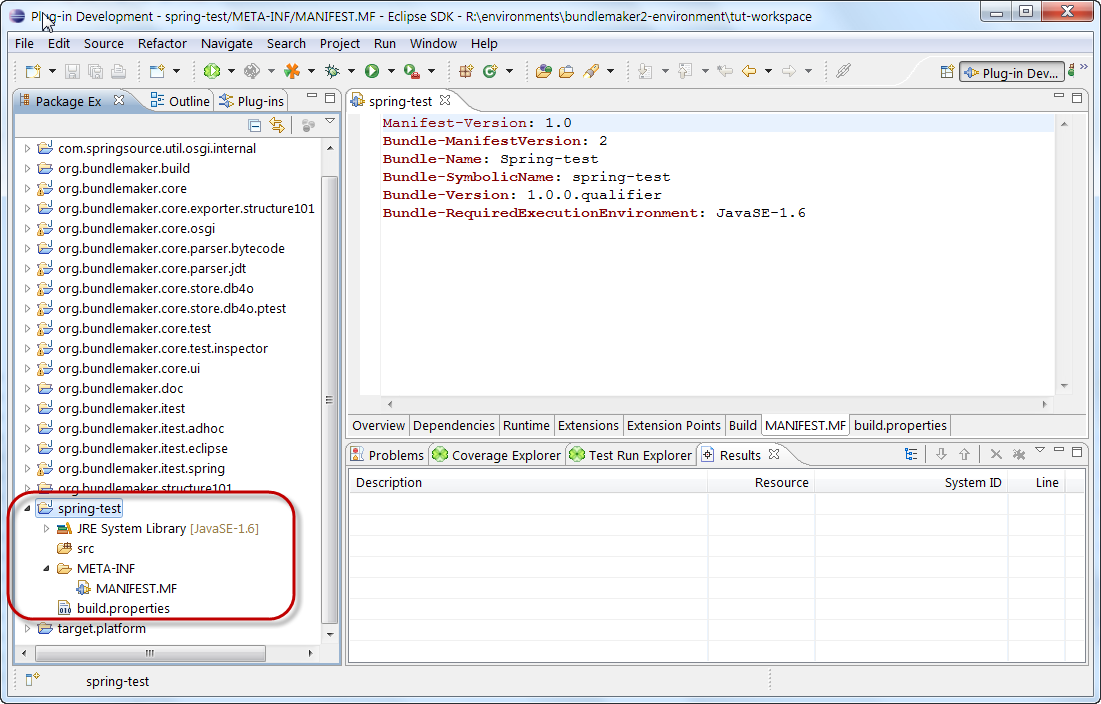 Plug-in Development - spring-test/META-INF/MANIFEST.MF - Eclipse SDK - R:\environments\bundlemaker2-environment\tut-workspace
File Edit Source Refactor Navigate Search Project Run Window Help
Plug-in Dev...
Package Ex Outline Plug-ins
com.springsource.util.osgi.internal
org.bundlemaker.build
org.bundlemaker.core
org.bundlemaker.core.exporter.structure101
org.bundlemaker.core.osgi
org.bundlemaker.core.parser.bytecode
org.bundlemaker.core.parser.jdt
org.bundlemaker.core.store.db4o
org.bundlemaker.core.store.db4o.ptest
org.bundlemaker.core.test
org.bundlemaker.core.test.inspector
org.bundlemaker.core.ui
org.bundlemaker.doc
org.bundlemaker.itest
org.bundlemaker.itest.adhoc
org.bundlemaker.itest.eclipse
org.bundlemaker.itest.spring
org.bundlemaker.structure101
spring-test
JRE System Library [JavaSE-1.6]
src
META-INF
MANIFEST.MF
build.properties
target.platform
spring-test
Manifest-Version: 1.0
Bundle-ManifestVersion: 2
Bundle-Name: Spring-test
Bundle-SymbolicName: spring-test
Bundle-Version: 1.0.0.qualifier
Bundle-RequiredExecutionEnvironment: JavaSE-1.6
Overview Dependencies Runtime Extensions Extension Points Build MANIFEST.MF build.properties
Problems Coverage Explorer Test Run Explorer Results
Description Resource System ID Line
spring-test